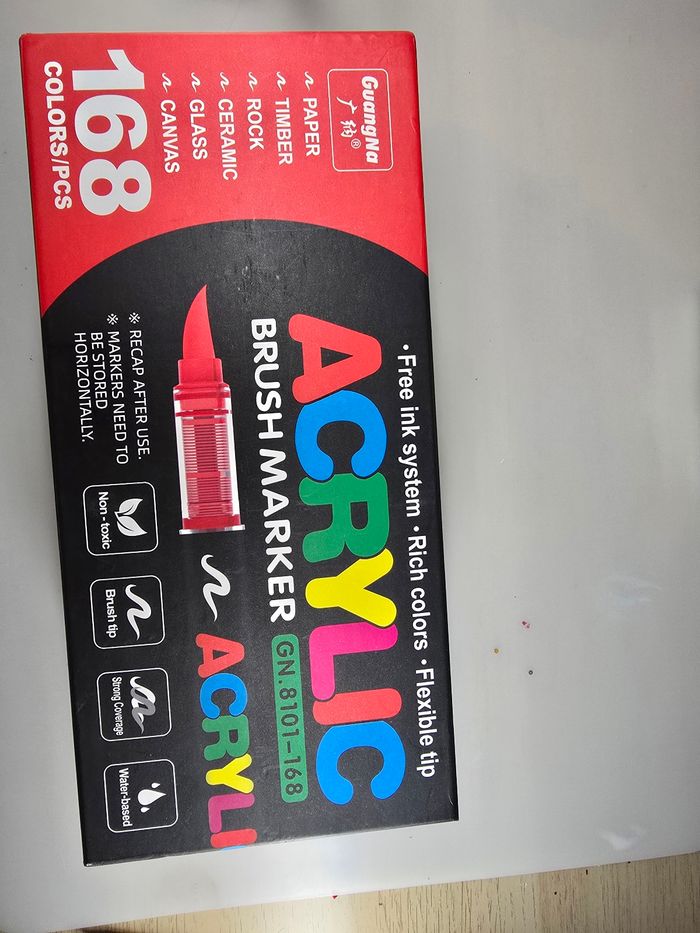 GuangNa
广纳®
PAPER
TIMBER
ROCK
CERAMIC
GLASS
CANVAS
168
COLORS/PCS
•Free ink system •Rich colors •Flexible tip
ACRYLIC
BRUSH MARKER
GN.8101-168
ACRYLI
※ RECAP AFTER USE.
※ MARKERS NEED TO
BE STORED
HORIZONTALLY.
Non-toxic
Brush tip
Strong Coverage
Water-based